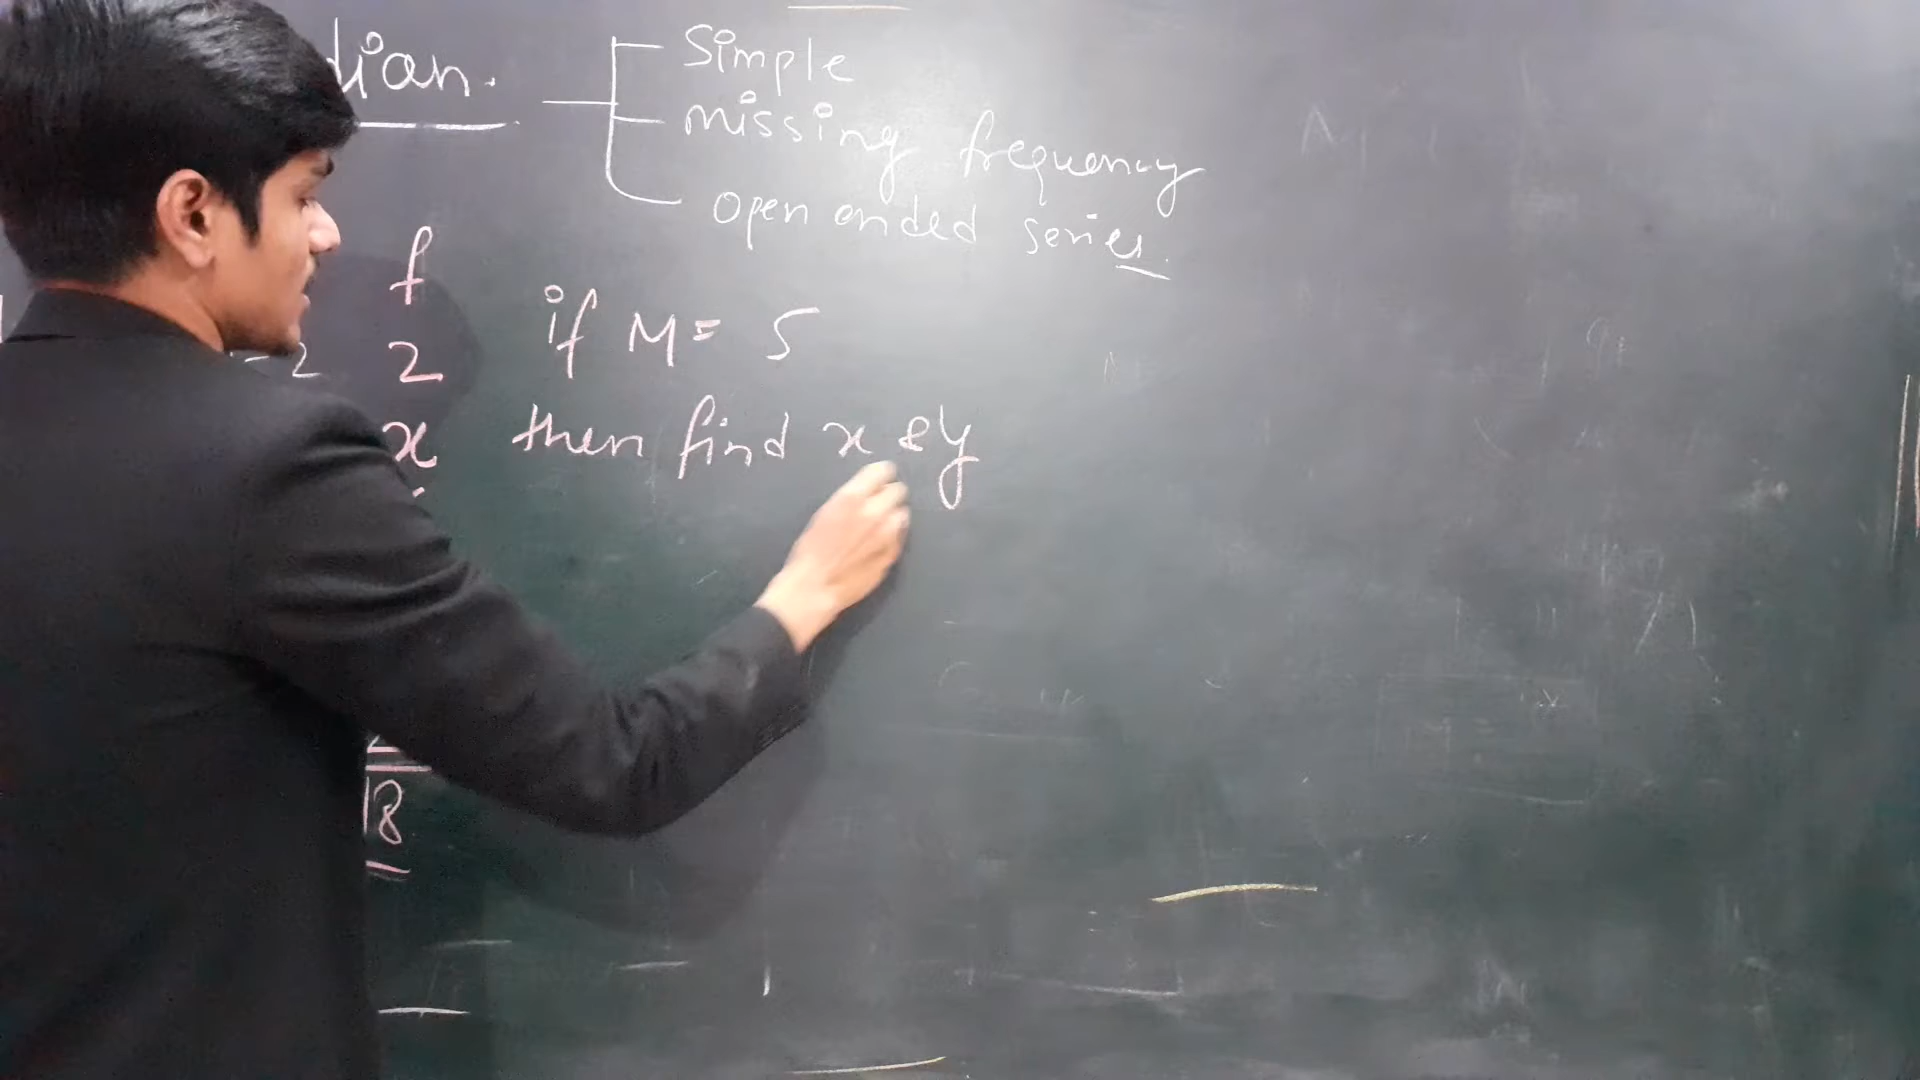 dian.
Simple
missing frequency
open ended series.
f
if M = 5
-2 2
x then find x & y
18